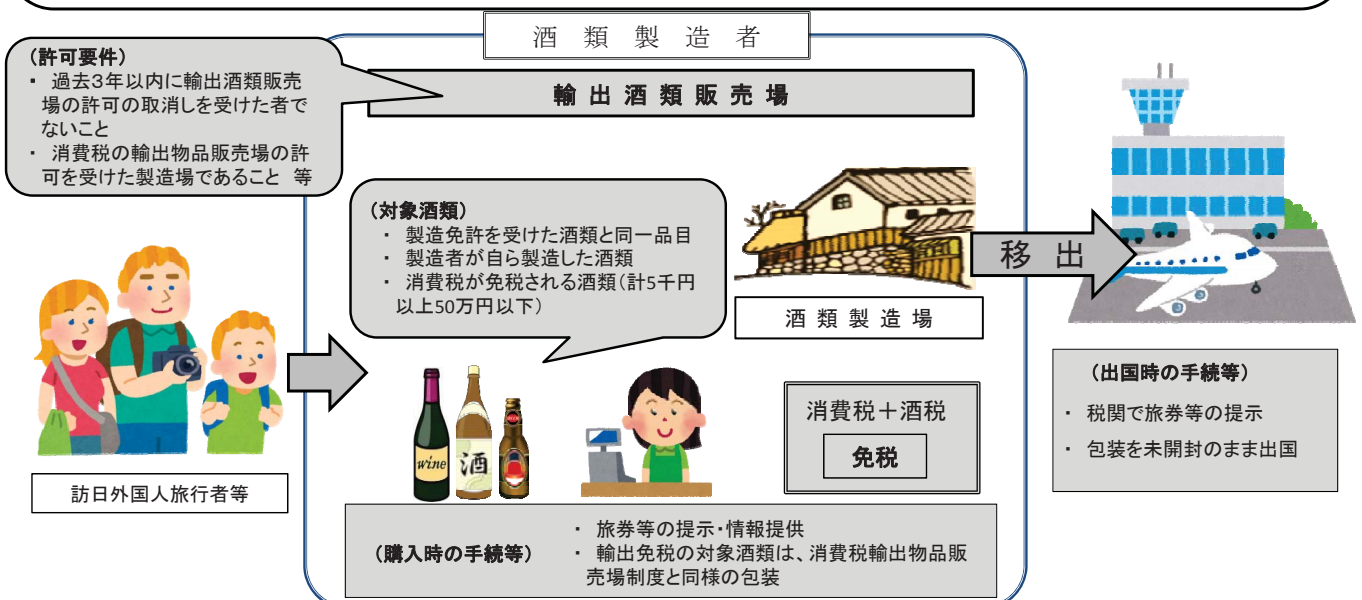 酒類製造者
(許可要件)
・ 過去3年以内に輸出酒類販売
場の許可の取消しを受けた者で
ないこと
・ 消費税の輸出物品販売場の許
可を受けた製造場であること 等
輸出酒類販売場
(対象酒類)
・ 製造免許を受けた酒類と同一品目
・ 製造者が自ら製造した酒類
・ 消費税が免税される酒類(計5千円
以上50万円以下)
酒類製造場
移出
訪日外国人旅行者等
wine
酒
消費税+酒税
免税
(購入時の手続等)
・ 旅券等の提示・情報提供
・ 輸出免税の対象酒類は、消費税輸出物品販
売場制度と同様の包装
(出国時の手続等)
・ 税関で旅券等の提示
・ 包装を未開封のまま出国